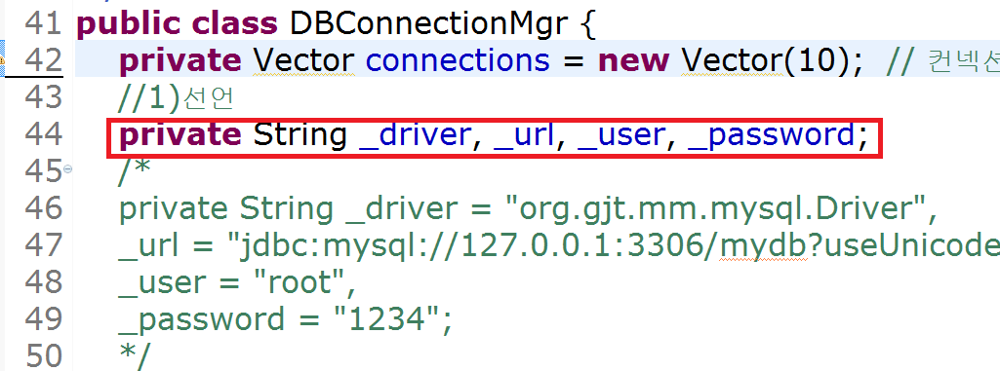 41 public class DBConnectionMgr {
42 private Vector connections = new Vector(10); // 컨넥션
43 //1)선언
44 private String _driver, _url, _user, _password;
45 /*
46 private String _driver = "org.gjt.mm.mysql.Driver",
47 _url = "jdbc:mysql://127.0.0.1:3306/mydb?useUnicode
48 _user = "root",
49 _password = "1234";
50 */